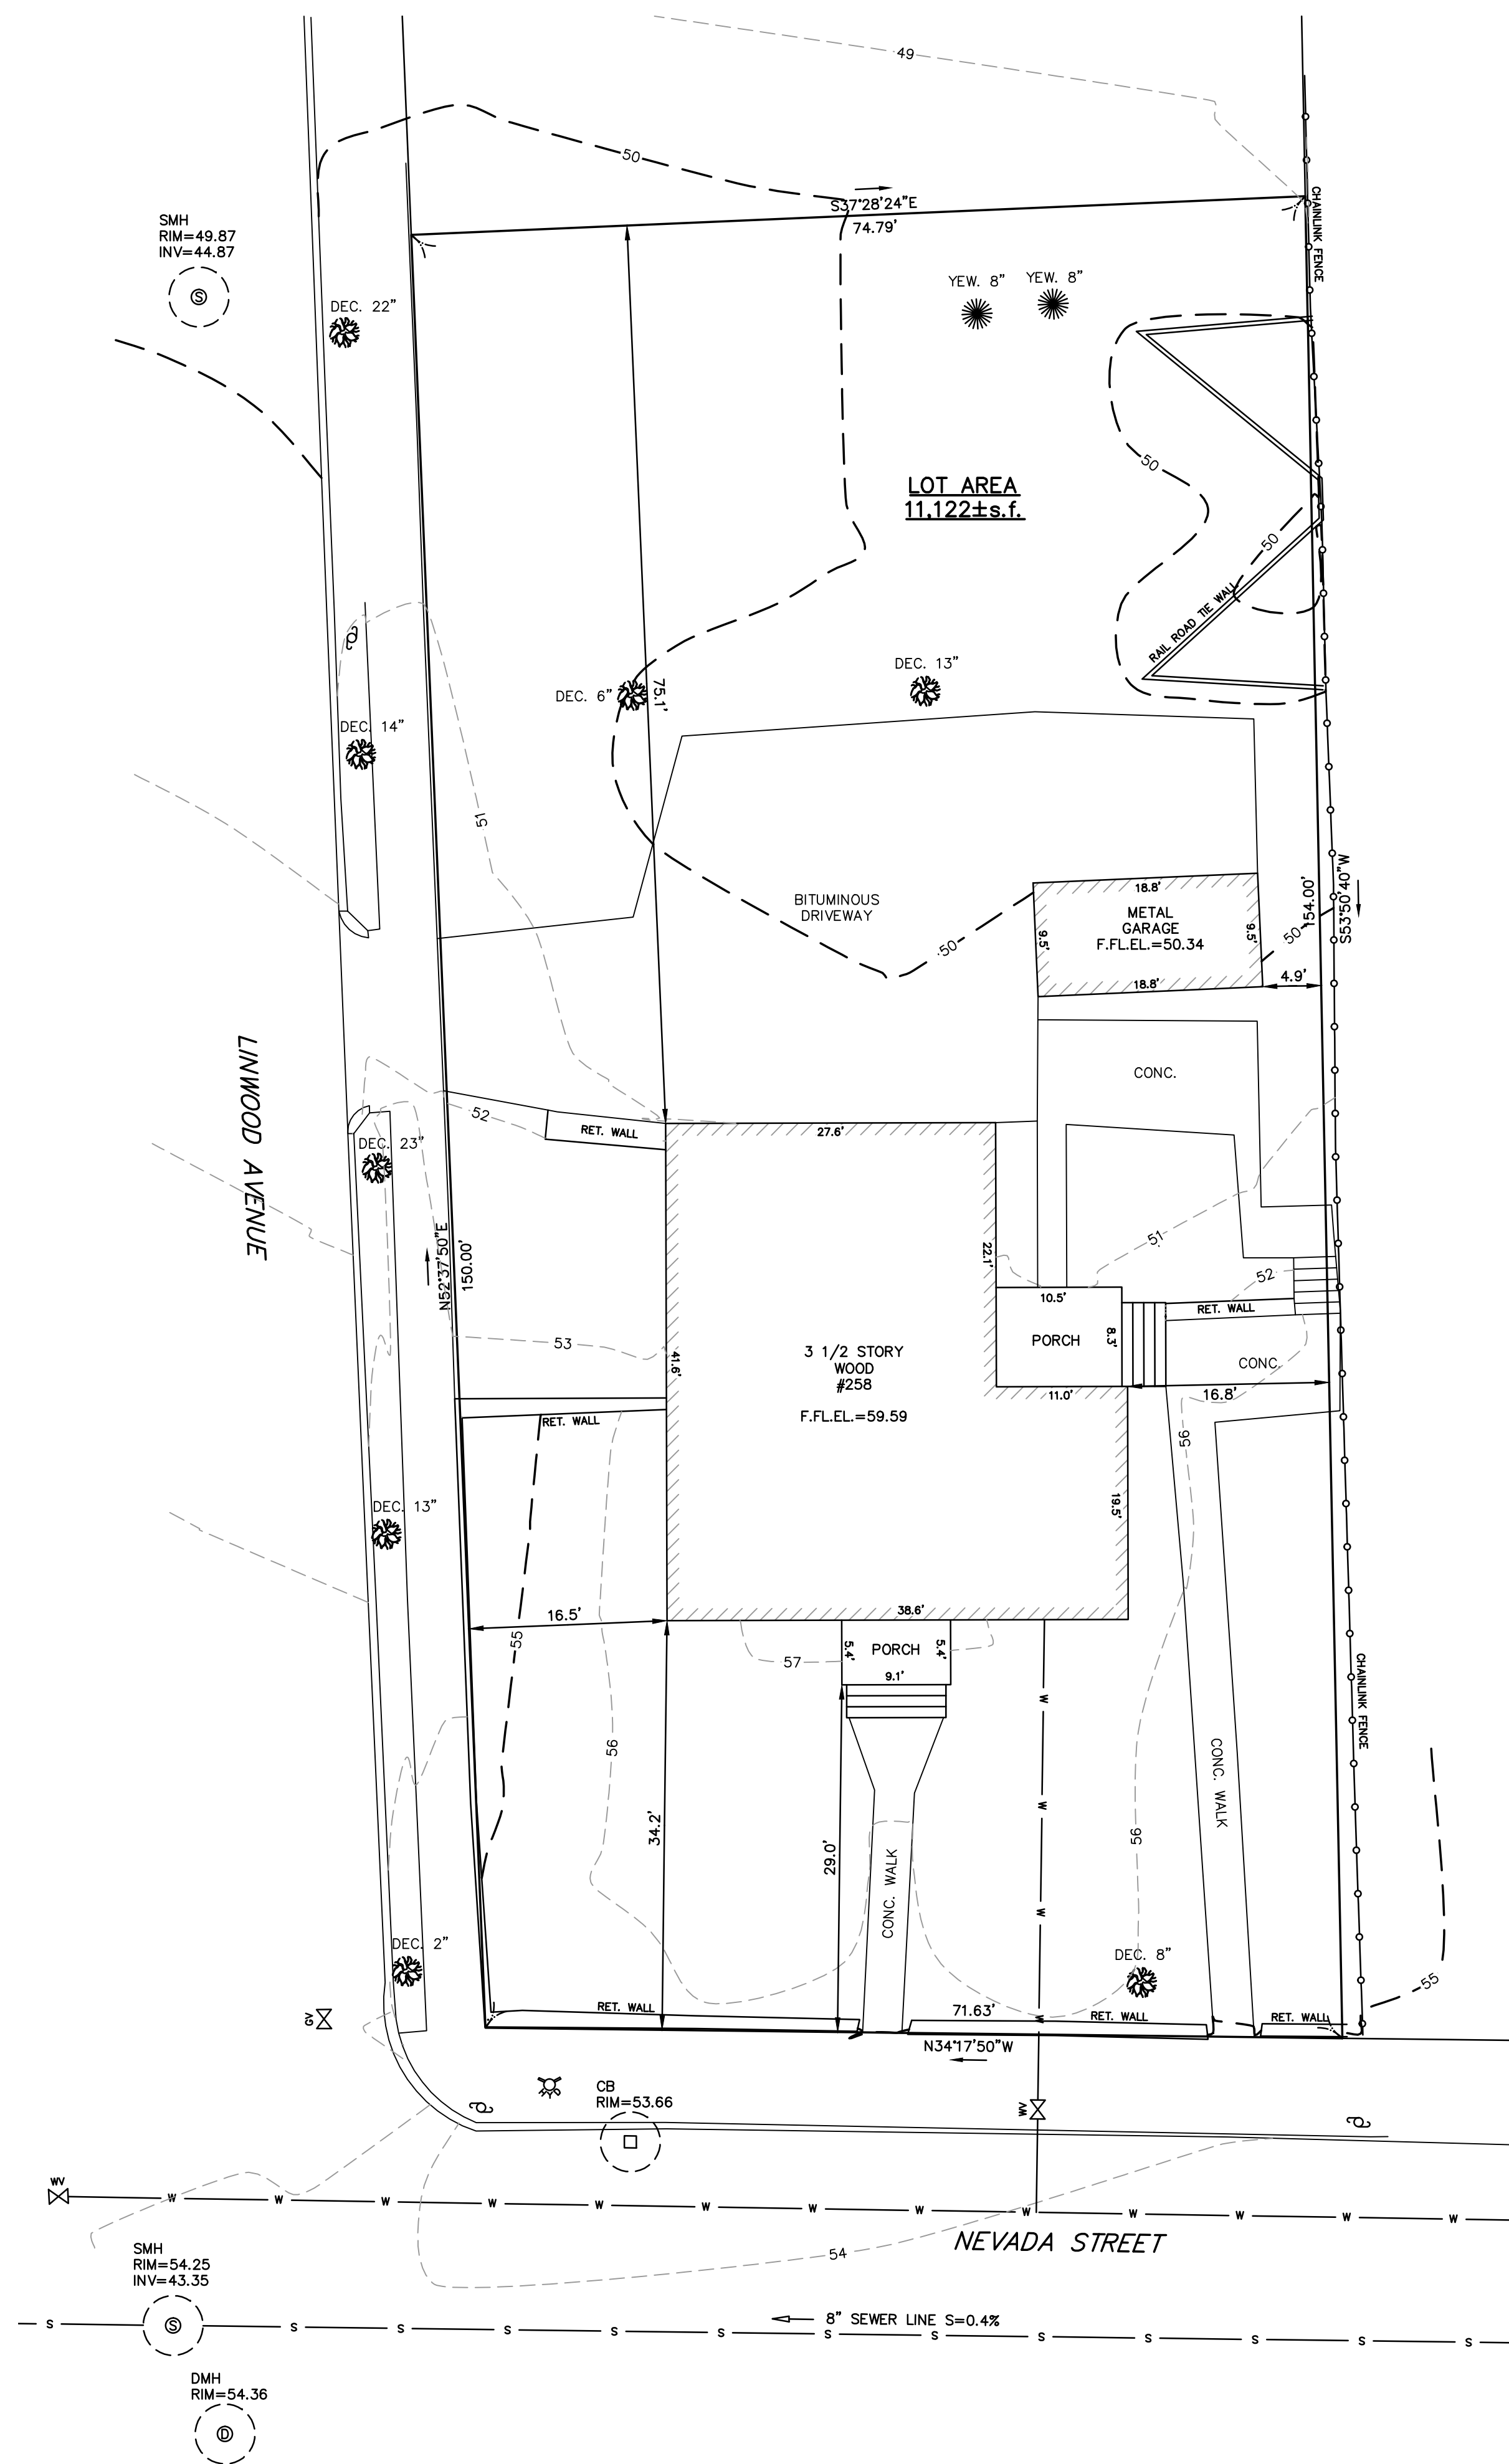 49
50
S37°28'24"E
74.79'
CHAINLINK FENCE
SMH
RIM=49.87
INV=44.87
S
DEC. 22"
YEW. 8"
YEW. 8"
50
LOT AREA
11,122±s.f.
50
RAIL ROAD TIE WALL
DEC. 6"
75.1'
DEC. 13"
DEC. 14"
51
BITUMINOUS
DRIVEWAY
50
18.8'
METAL
GARAGE
F.FL.EL.=50.34
9.5'
9.5'
18.8'
50
4.9'
154.00'
S53°50'40"W
LINWOOD AVENUE
CONC.
52
RET. WALL
27.6'
DEC. 23"
N52°37'50"E
150.00'
22.1'
51
52
10.5'
RET. WALL
PORCH
8.3'
53
41.6'
3 1/2 STORY
WOOD
#258
F.FL.EL.=59.59
CONC.
11.0'
16.8'
RET. WALL
56
DEC. 13"
19.5'
16.5'
55
38.6'
5.4'
PORCH
5.4'
9.1'
57
W
CHAINLINK FENCE
56
34.2'
29.0'
CONC. WALK
W
56
CONC. WALK
W
DEC. 2"
DEC. 8"
55
GV
RET. WALL
71.63'
W
RET. WALL
RET. WALL
N34°17'50"W
CB
RIM=53.66
WV
WV
W W W W W W W W W W W W W
NEVADA STREET
54
SMH
RIM=54.25
INV=43.35
S
8" SEWER LINE S=0.4%
S S S S S S S S S S S S S
DMH
RIM=54.36
D